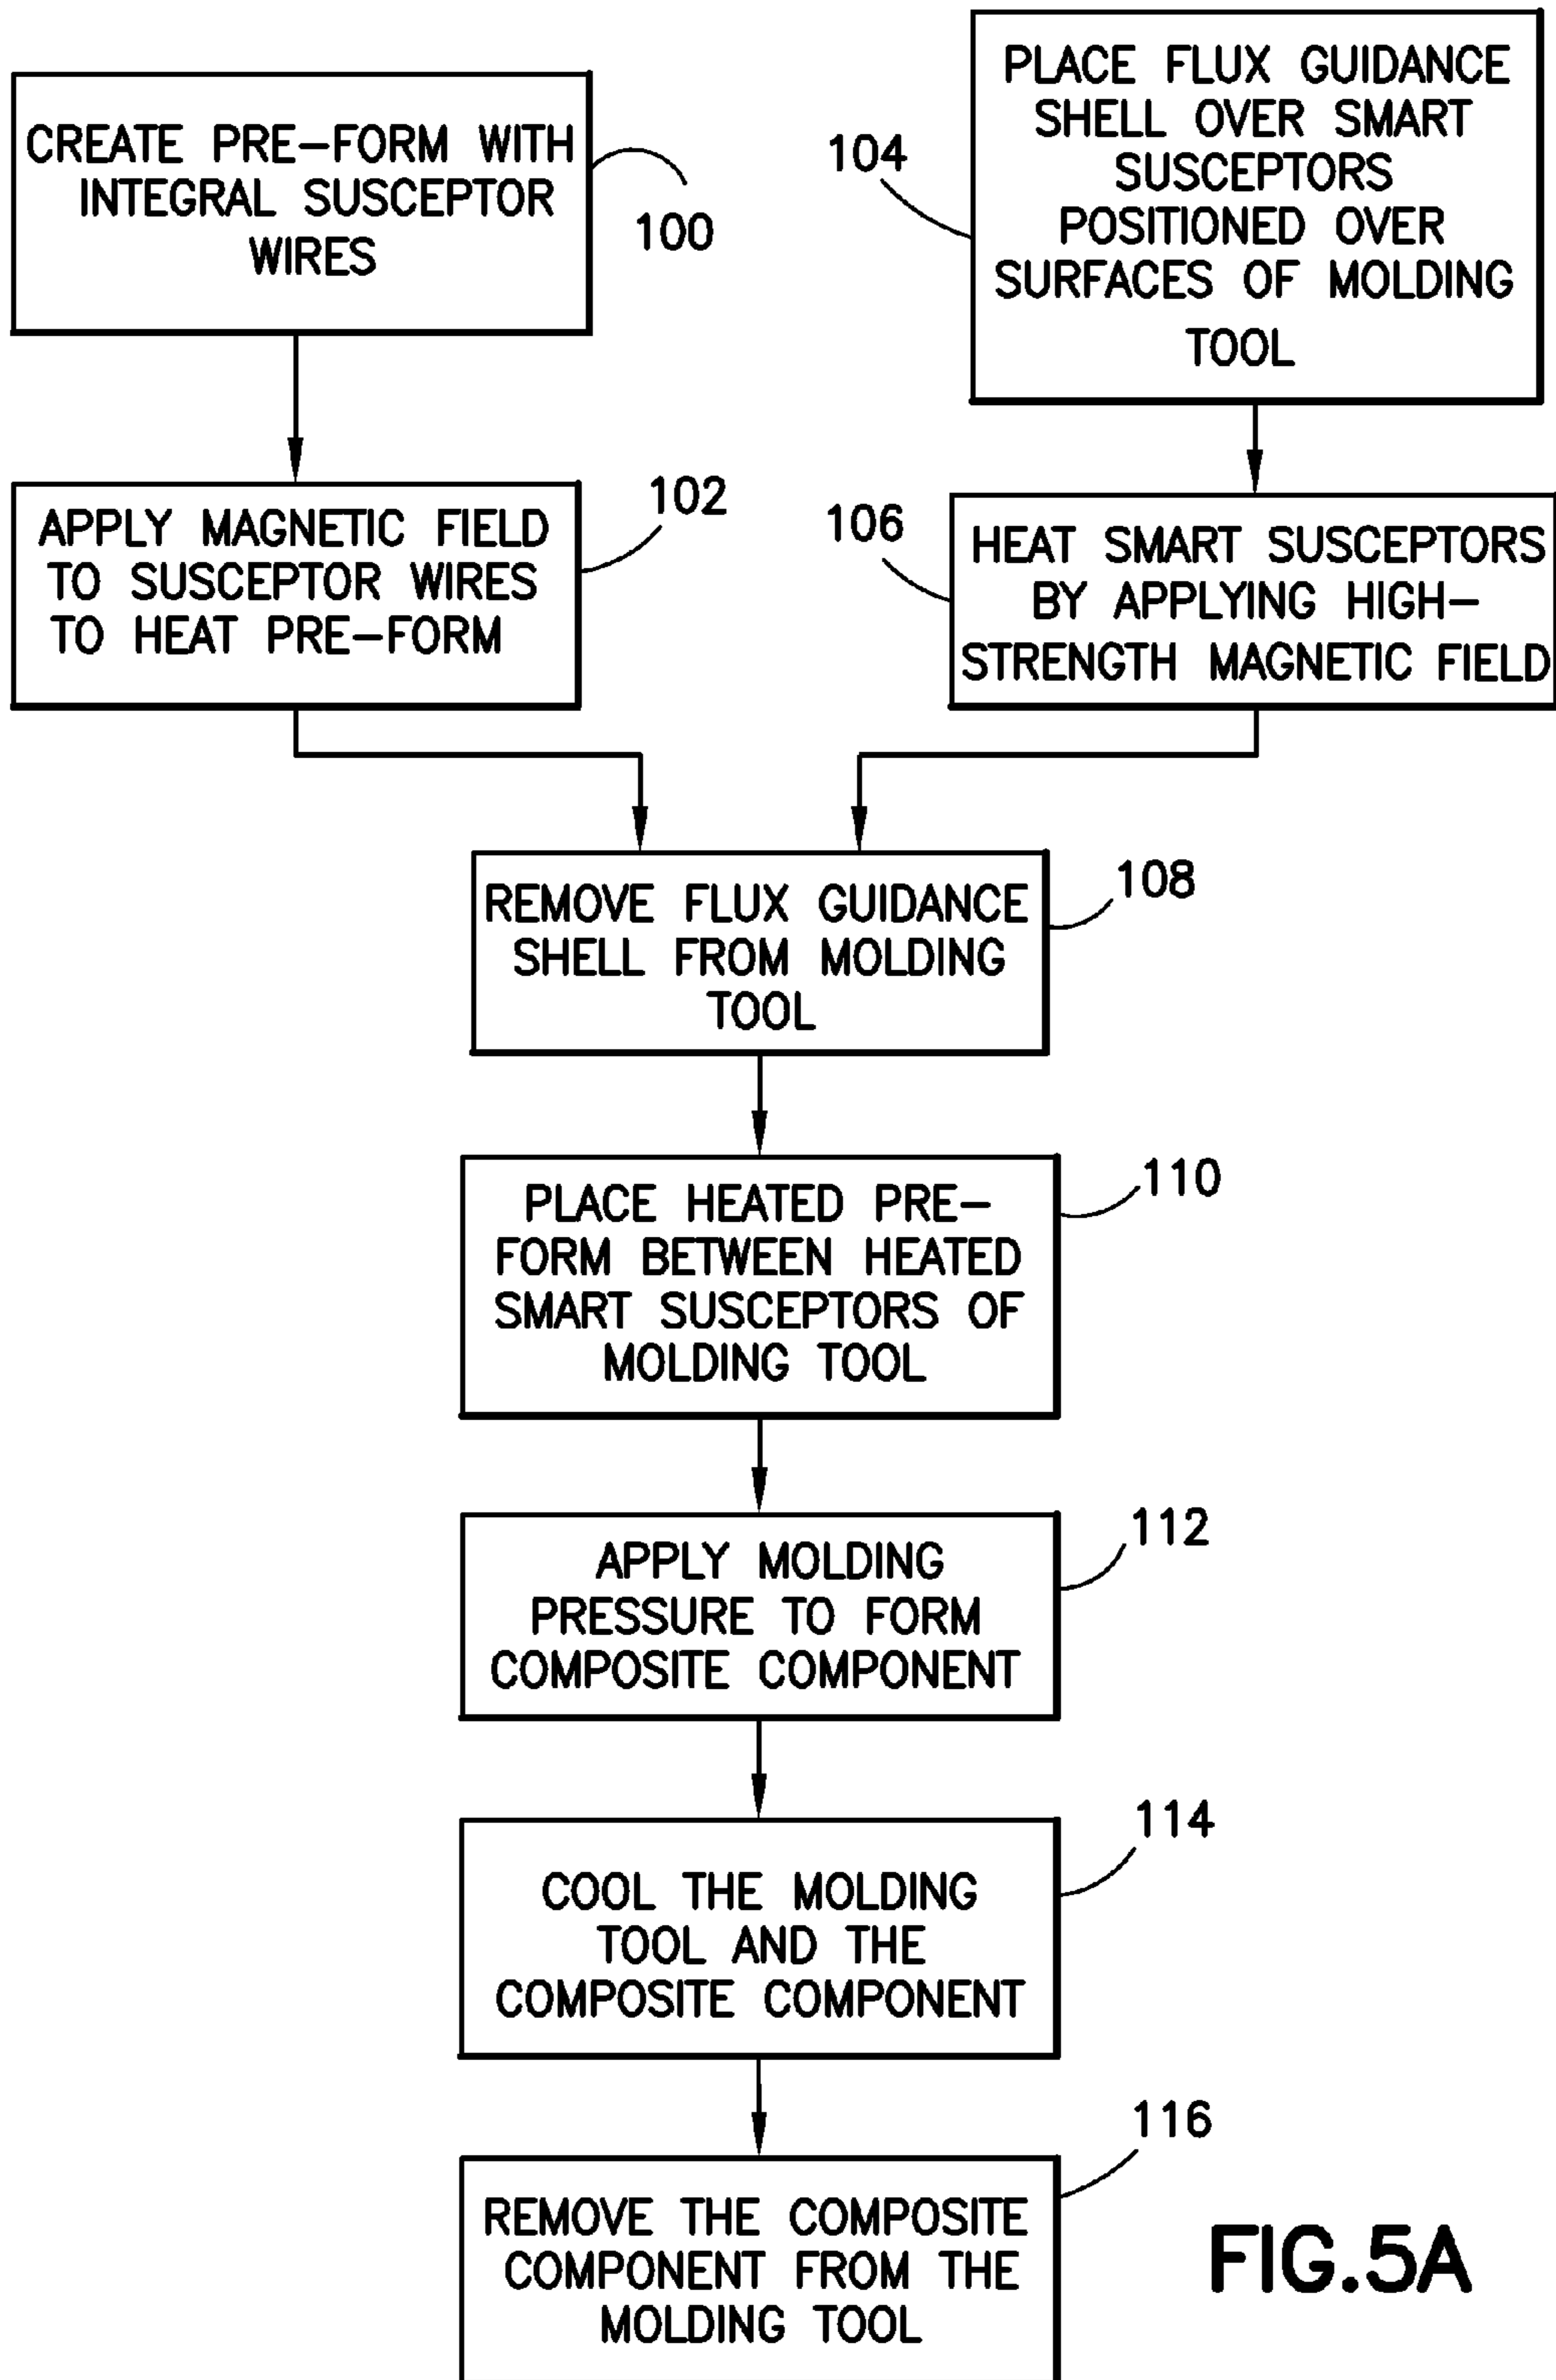 CREATE PRE-FORM WITH
INTEGRAL SUSCEPTOR
WIRES
100
APPLY MAGNETIC FIELD
TO SUSCEPTOR WIRES
TO HEAT PRE-FORM
102
PLACE FLUX GUIDANCE
SHELL OVER SMART
SUSCEPTORS
POSITIONED OVER
SURFACES OF MOLDING
TOOL
104
HEAT SMART SUSCEPTORS
BY APPLYING HIGH-
STRENGTH MAGNETIC FIELD
106
REMOVE FLUX GUIDANCE
SHELL FROM MOLDING
TOOL
108
PLACE HEATED PRE-
FORM BETWEEN HEATED
SMART SUSCEPTORS OF
MOLDING TOOL
110
APPLY MOLDING
PRESSURE TO FORM
COMPOSITE COMPONENT
112
COOL THE MOLDING
TOOL AND THE
COMPOSITE COMPONENT
114
REMOVE THE COMPOSITE
COMPONENT FROM THE
MOLDING TOOL
116
FIG.5A